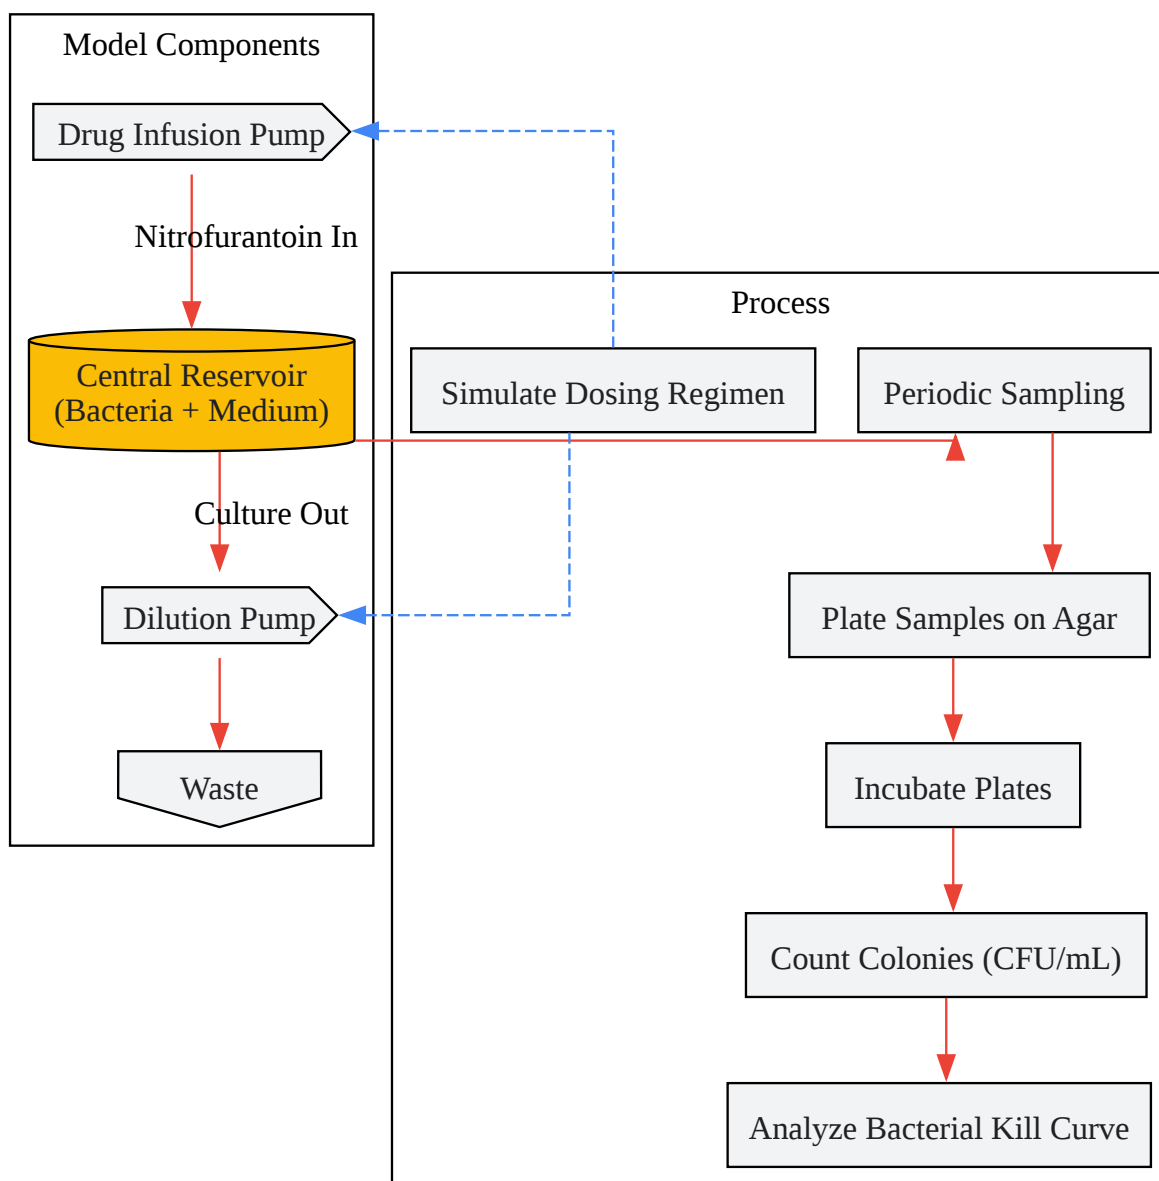 Model Components
Drug Infusion Pump
Nitrofurantoin In
Central Reservoir
(Bacteria + Medium)
Culture Out
Dilution Pump
Waste
Process
Simulate Dosing Regimen
Periodic Sampling
Plate Samples on Agar
Incubate Plates
Count Colonies (CFU/mL)
Analyze Bacterial Kill Curve